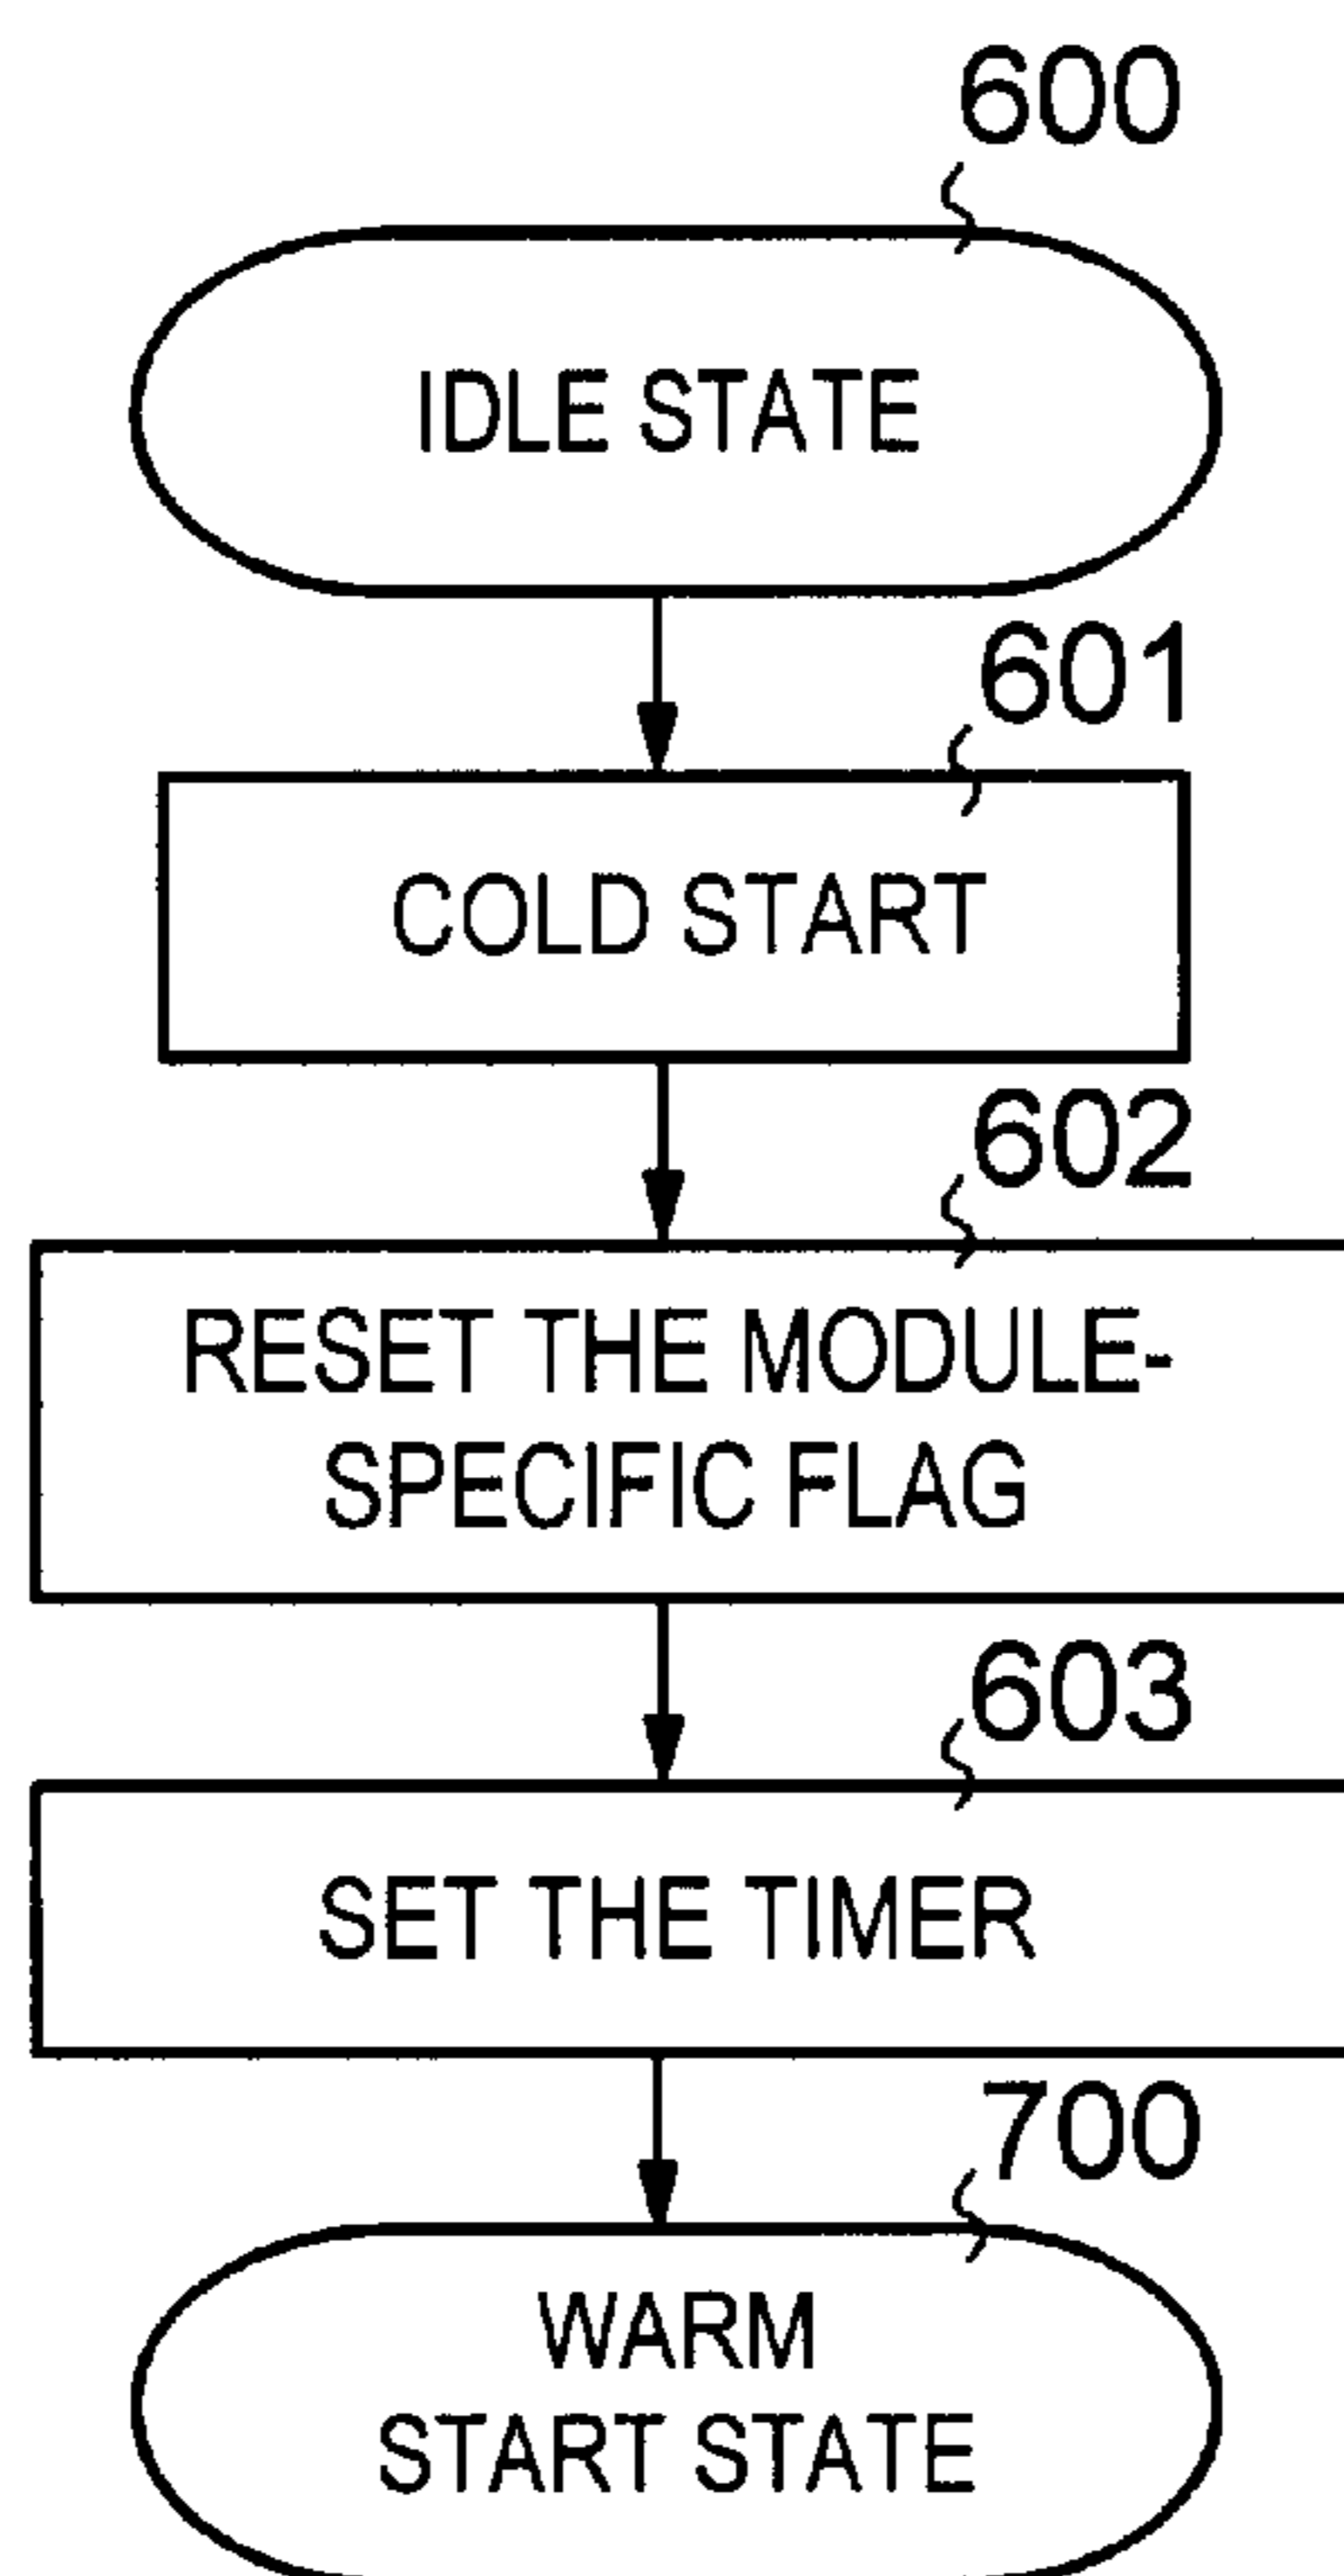 600
IDLE STATE
601
COLD START
602
RESET THE MODULE-
SPECIFIC FLAG
603
SET THE TIMER
700
WARM
START STATE